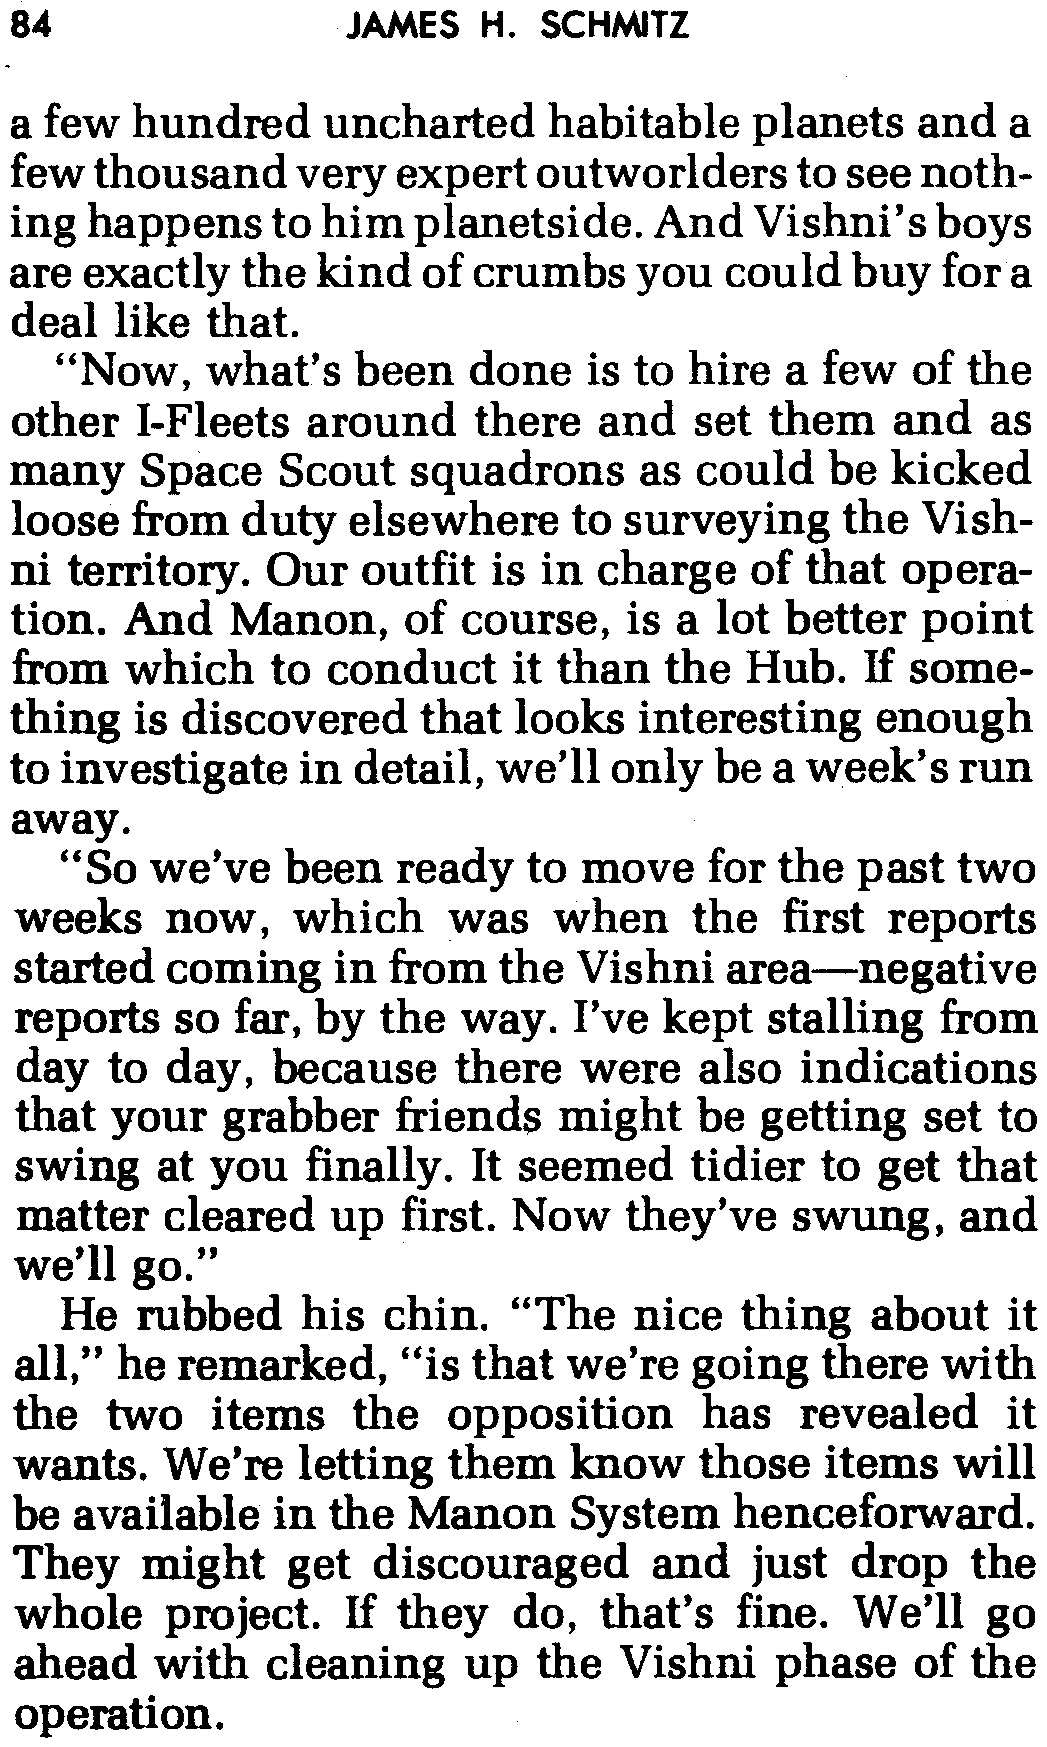 84 JAMES H. SCHMITZ
a few hundred uncharted habitable planets and a
few thousand very expert outworlders to see noth-
ing happens to him planetside. And Vishni's boys
are exactly the kind of crumbs you could buy for a
deal like that.
"Now, what's been done is to hire a few of the
other I-Fleets around there and set them and as
many Space Scout squadrons as could be kicked
loose from duty elsewhere to surveying the Vish-
ni territory. Our outfit is in charge of that opera-
tion. And Manon, of course, is a lot better point
from which to conduct it than the Hub. If some-
thing is discovered that looks interesting enough
to investigate in detail, we'll only be a week's run
away.
"So we've been ready to move for the past two
weeks now, which was when the first reports
started coming in from the Vishni area—negative
reports so far, by the way. I've kept stalling from
day to day, because there were also indications
that your grabber friends might be getting set to
swing at you finally. It seemed tidier to get that
matter cleared up first. Now they've swung, and
we'll go."
He rubbed his chin. "The nice thing about it
all," he remarked, "is that we're going there with
the two items the opposition has revealed it
wants. We're letting them know those items will
be available in the Manon System henceforward.
They might get discouraged and just drop the
whole project. If they do, that's fine. We'll go
ahead with cleaning up the Vishni phase of the
operation.